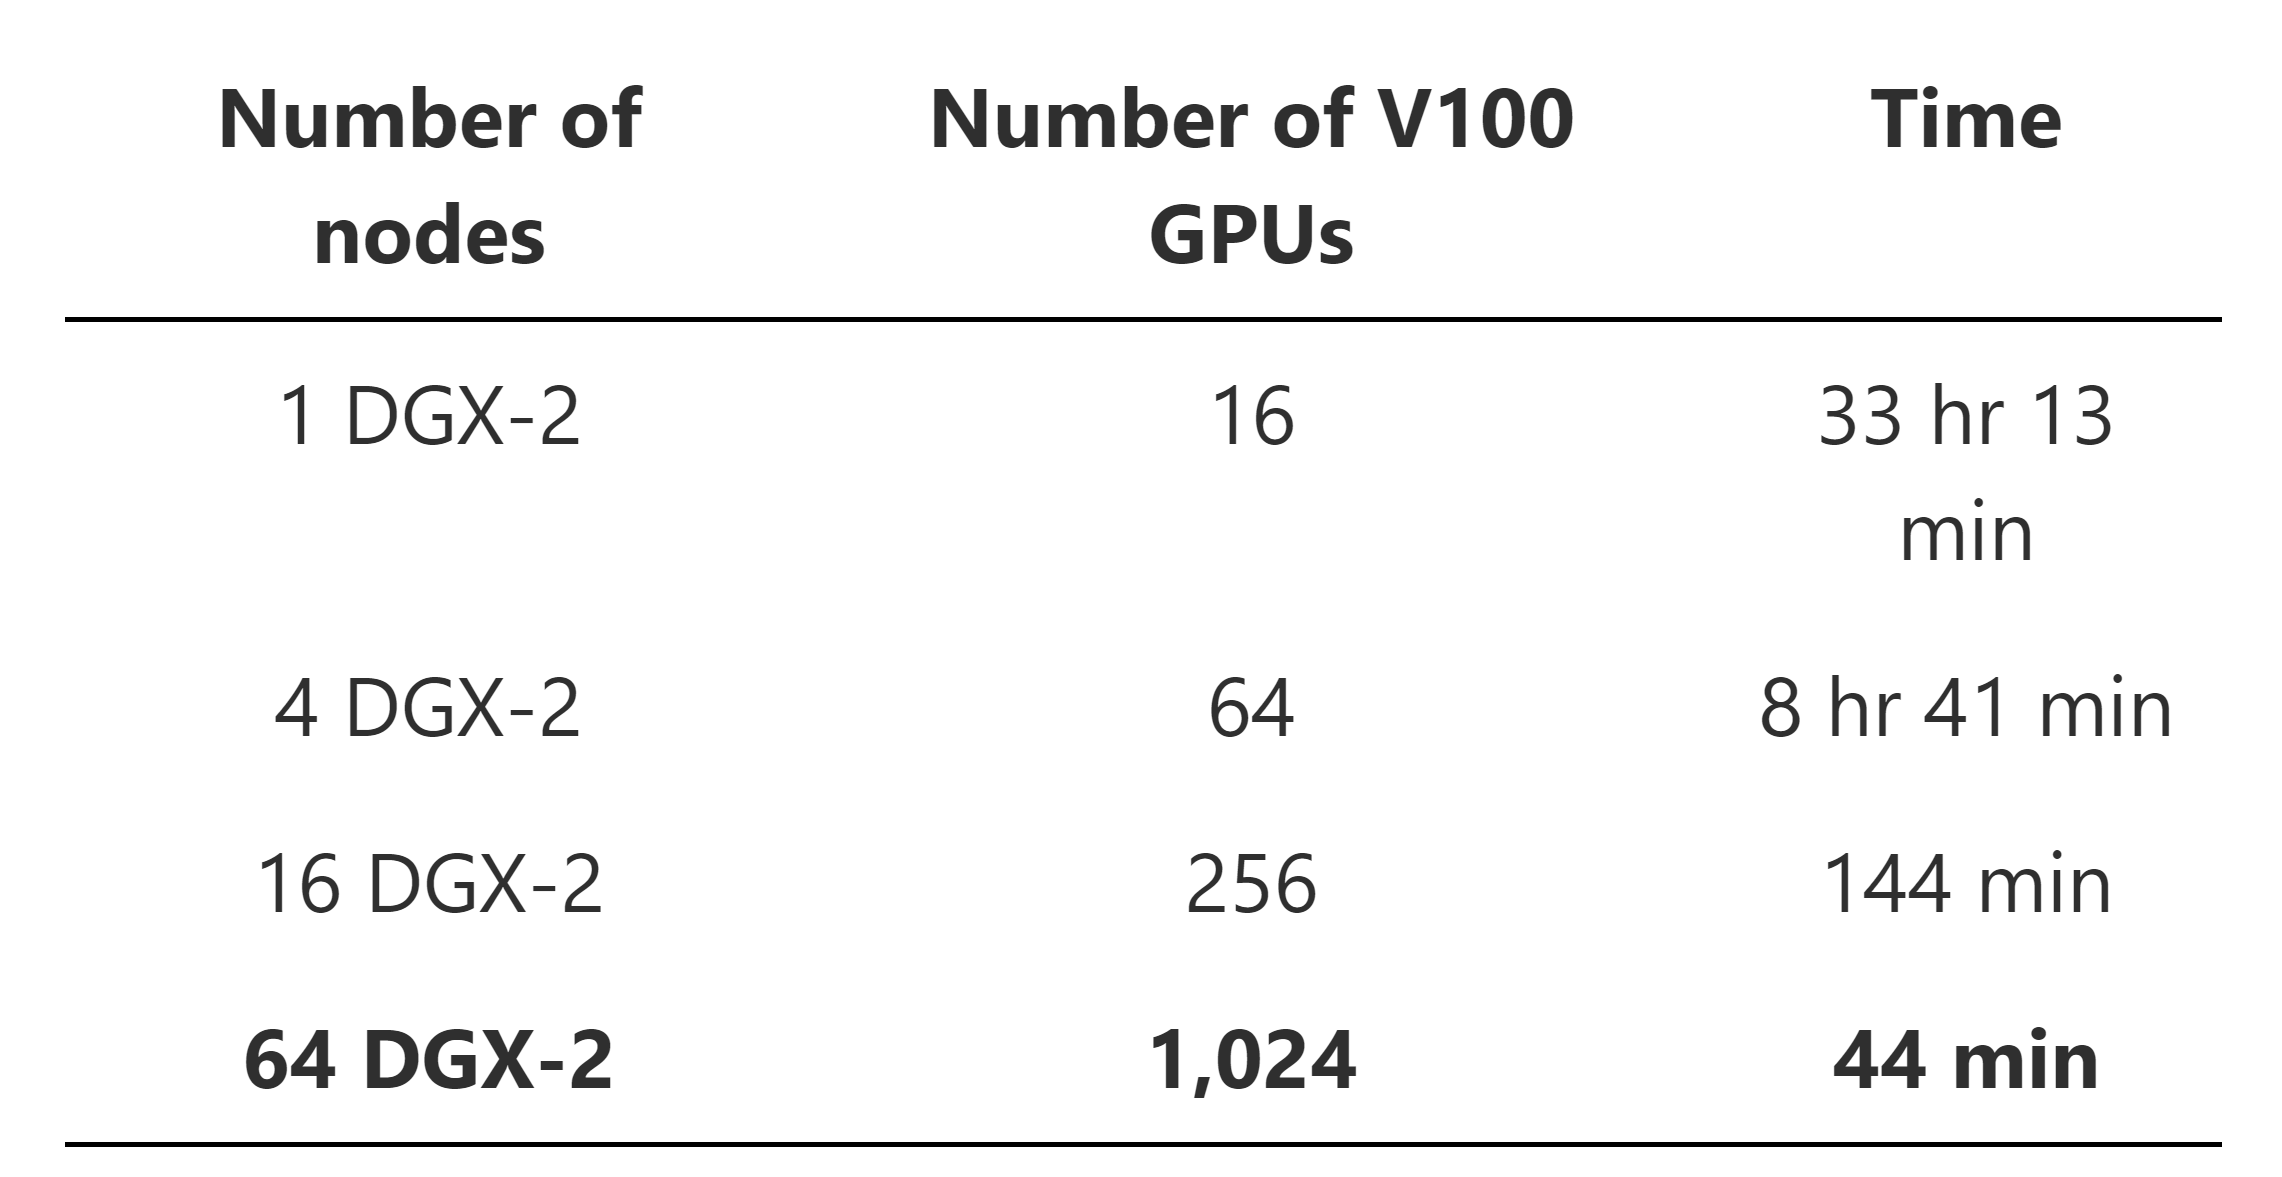 Number of nodes Number of V100 GPUs Time
1 DGX-2 16 33 hr 13 min
4 DGX-2 64 8 hr 41 min
16 DGX-2 256 144 min
64 DGX-2 1,024 44 min